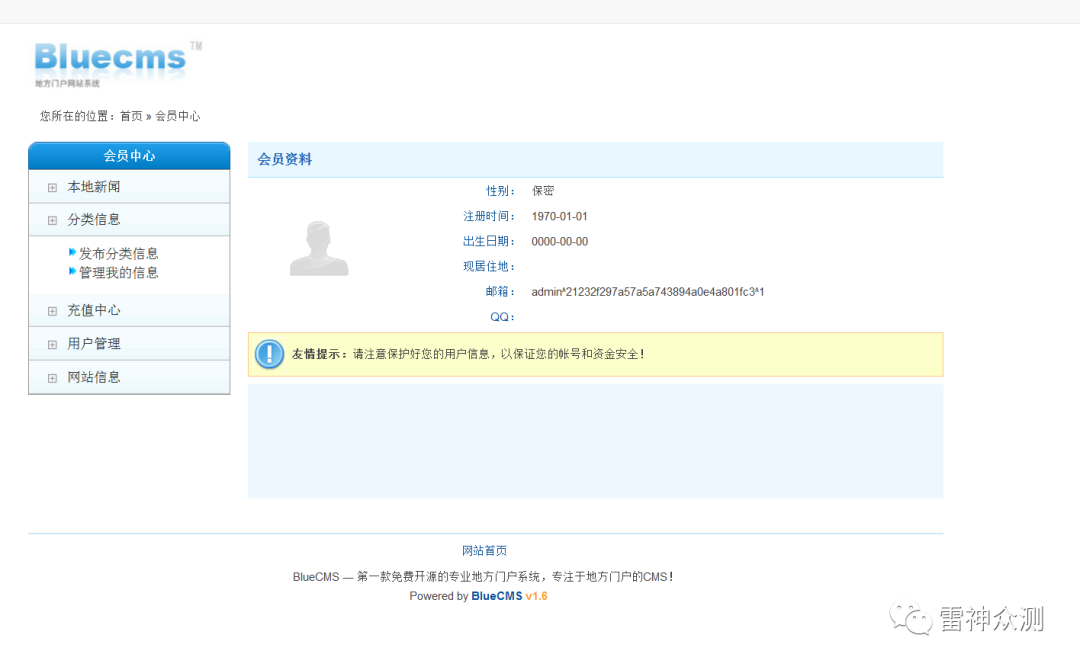 Bluecms™
地方门户网站系统
您所在的位置：首页 » 会员中心
会员中心
本地新闻
分类信息
发布分类信息
管理我的信息
充值中心
用户管理
网站信息
会员资料
性别： 保密
注册时间： 1970-01-01
出生日期： 0000-00-00
现居住地：
邮箱： admin^21232f297a57a5a743894a0e4a801fc3^1
QQ：
友情提示：请注意保护好您的用户信息，以保证您的帐号和资金安全！
网站首页
BlueCMS — 第一款免费开源的专业地方门户系统，专注于地方门户的CMS！
Powered by BlueCMS v1.6
雷神众测